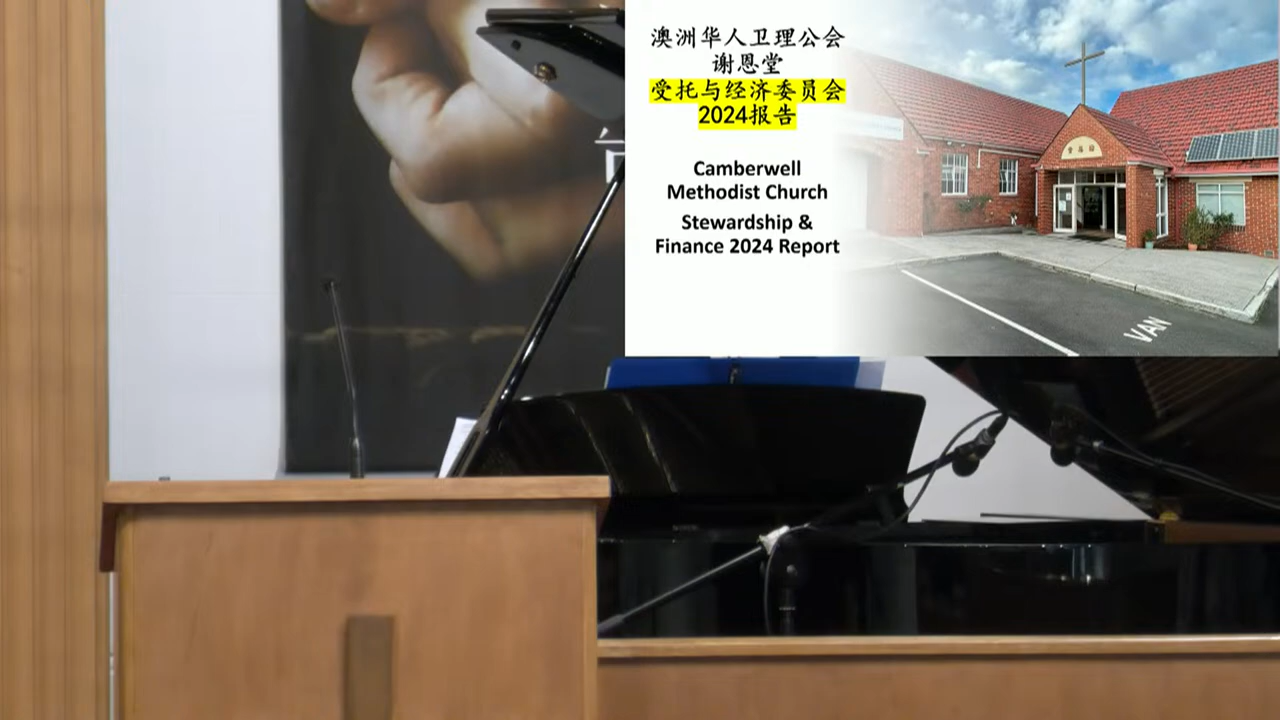 澳洲华人卫理公会
谢恩堂
受托与经济委员会
2024报告
Camberwell
Methodist Church
Stewardship &
Finance 2024 Report
VAN